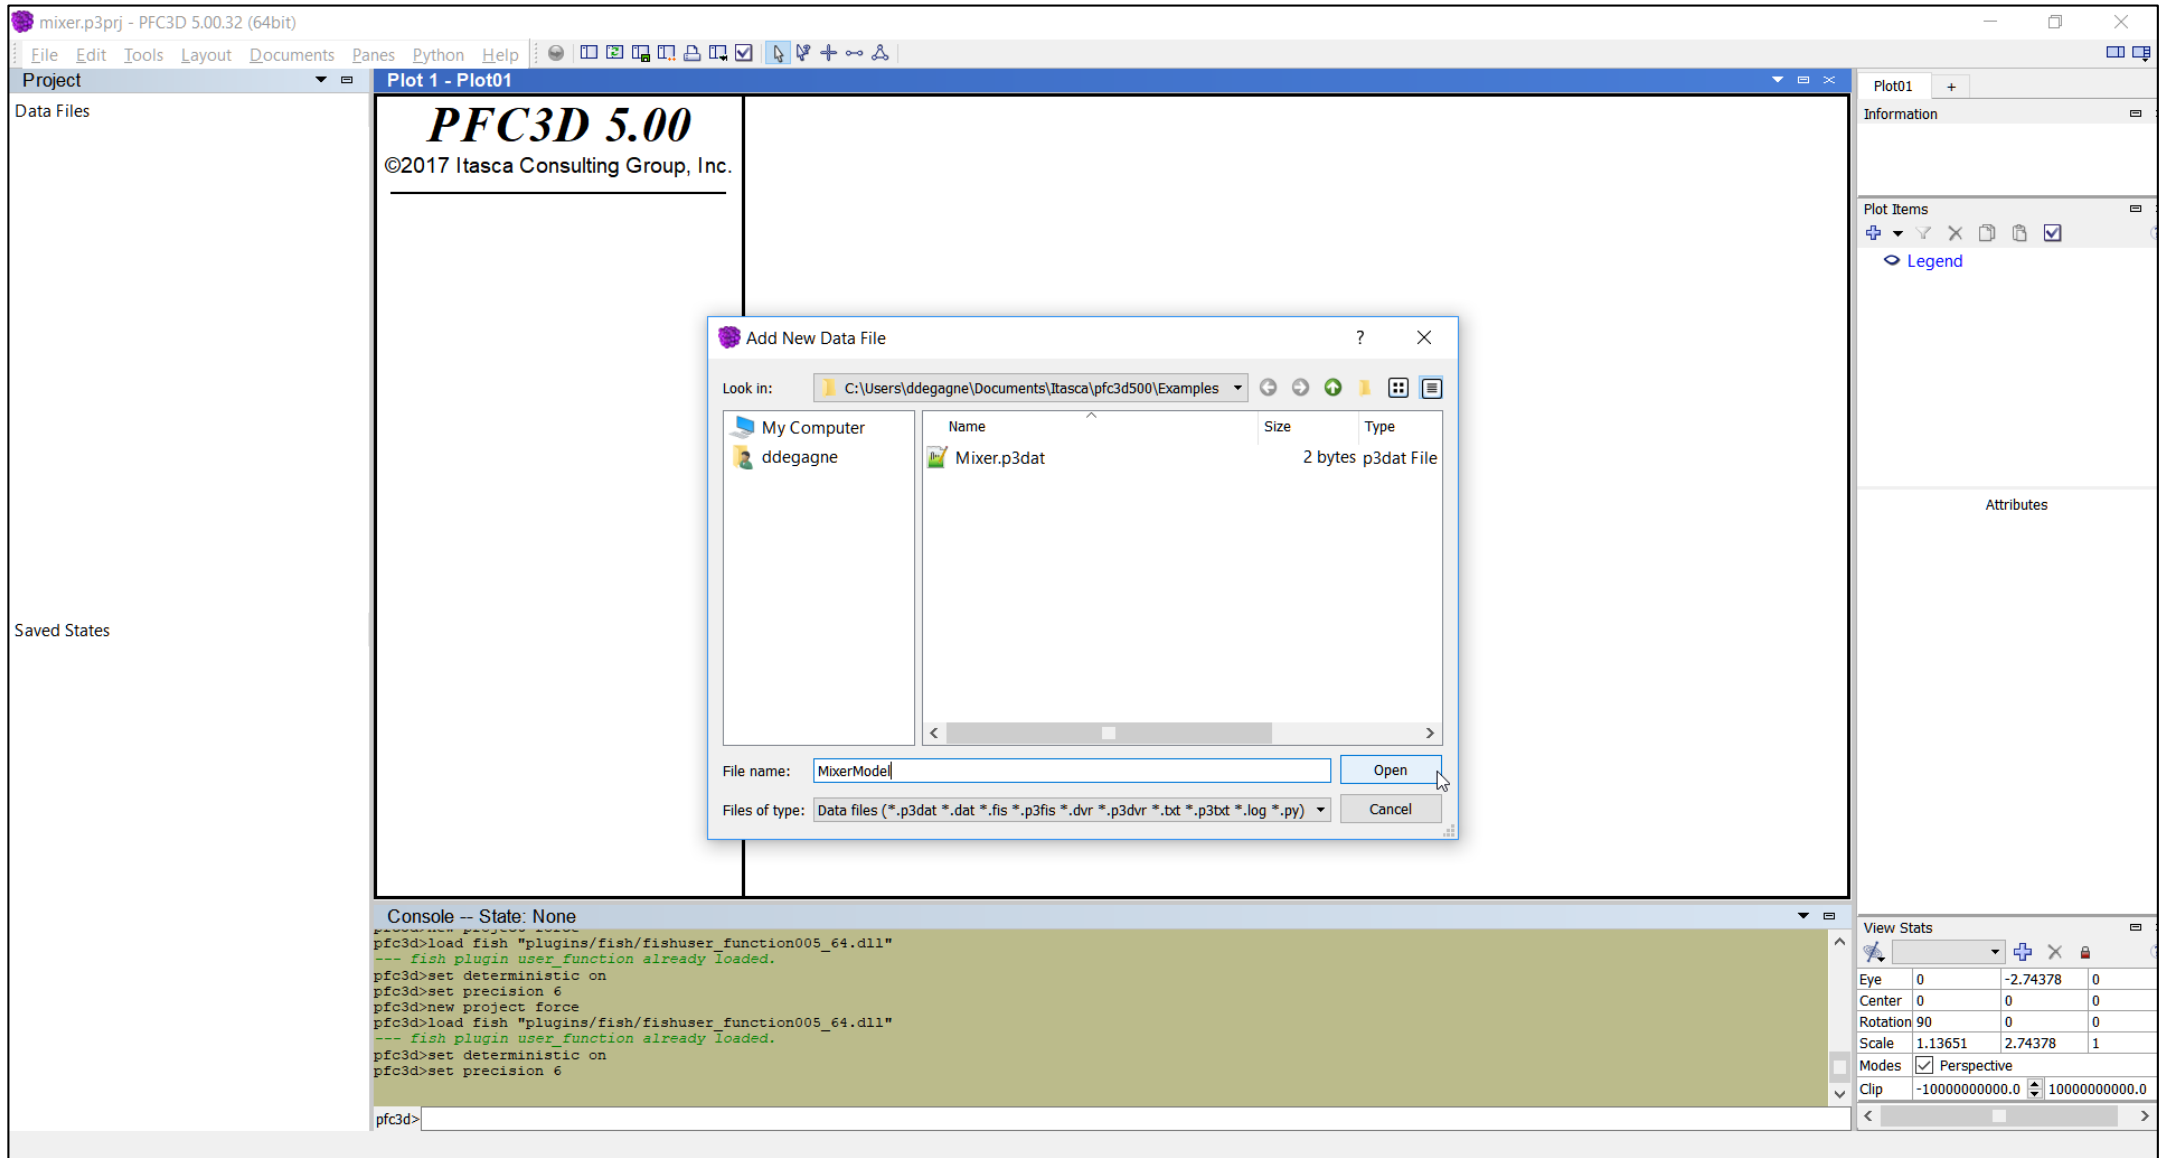 mixer.p3prj - PFC3D 5.00.32 (64bit)
File Edit Tools Layout Documents Panes Python Help
Project
Data Files
Saved States
Plot 1 - Plot01
PFC3D 5.00
©2017 Itasca Consulting Group, Inc.
Add New Data File
?
Look in: C:\Users\ddegagne\Documents\Itasca\pfc3d500\Examples
My Computer
ddegagne
Name Size Type
Mixer.p3dat 2 bytes p3dat File
File name: MixerModel Open
Files of type: Data files (*.p3dat *.dat *.fis *.p3fis *.dvr *.p3dvr *.txt *.p3txt *.log *.py) Cancel
Console -- State: None
pfc3d>new project force
pfc3d>load fish "plugins/fish/fishuser_function005_64.dll"
--- fish plugin user_function already loaded.
pfc3d>set deterministic on
pfc3d>set precision 6
pfc3d>new project force
pfc3d>load fish "plugins/fish/fishuser_function005_64.dll"
--- fish plugin user_function already loaded.
pfc3d>set deterministic on
pfc3d>set precision 6
pfc3d>
Plot01 +
Information
Plot Items
Legend
Attributes
View Stats
Eye 0 -2.74378 0
Center 0 0 0
Rotation 90 0 0
Scale 1.13651 2.74378 1
Modes Perspective
Clip -10000000000.0 10000000000.0